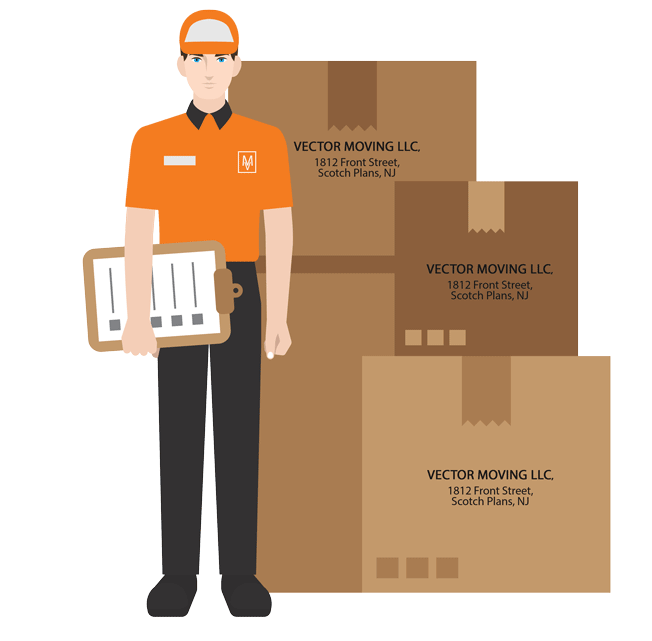 VECTOR MOVING LLC.
1812 Front Street,
Scotch Plans, NJ
VECTOR MOVING LLC.
1812 Front Street,
Scotch Plans, NJ
VECTOR MOVING LLC.
1812 Front Street,
Scotch Plans, NJ